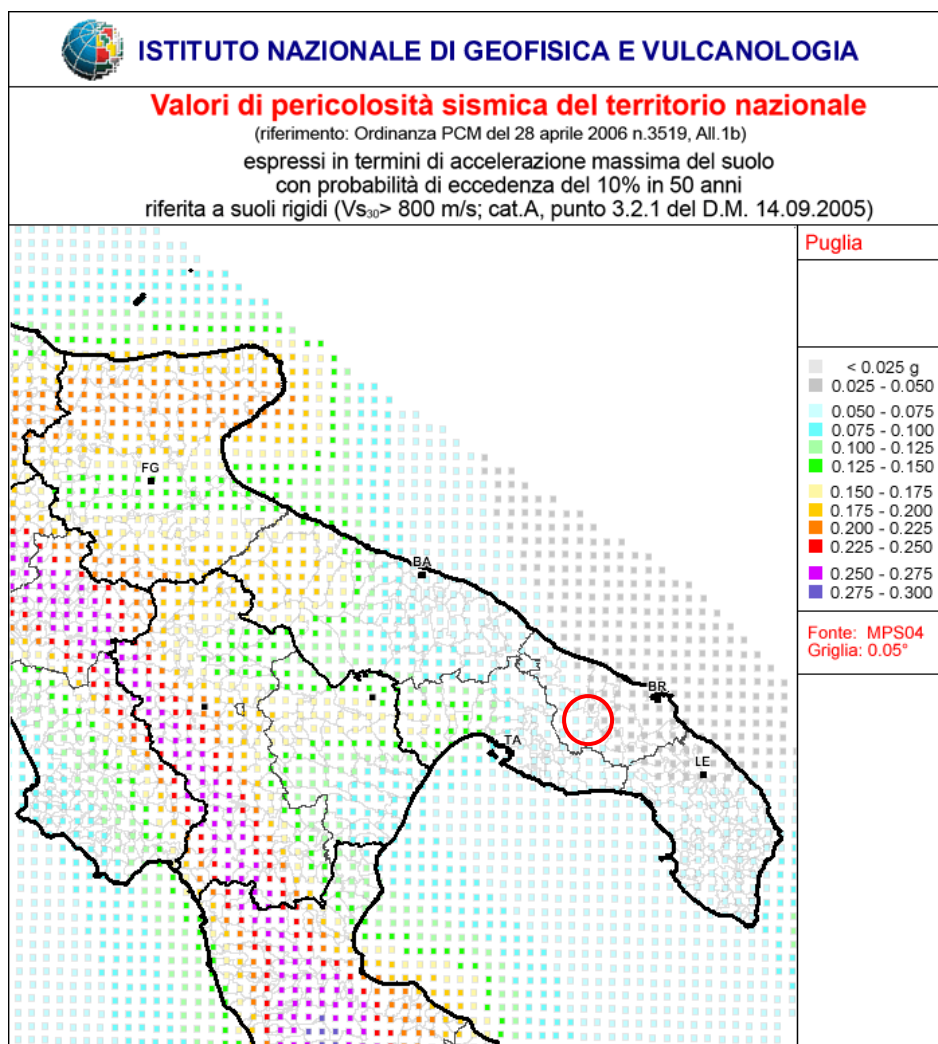 ISTITUTO NAZIONALE DI GEOFISICA E VULCANOLOGIA
Valori di pericolosità sismica del territorio nazionale
(riferimento: Ordinanza PCM del 28 aprile 2006 n.3519, All.1b)
espressi in termini di accelerazione massima del suolo
con probabilità di eccedenza del 10% in 50 anni
riferita a suoli rigidi (Vs₃₀> 800 m/s; cat.A, punto 3.2.1 del D.M. 14.09.2005)
Puglia
< 0.025 g
0.025 - 0.050
0.050 - 0.075
0.075 - 0.100
0.100 - 0.125
0.125 - 0.150
0.150 - 0.175
0.175 - 0.200
0.200 - 0.225
0.225 - 0.250
0.250 - 0.275
0.275 - 0.300
Fonte: MPS04
Griglia: 0.05°
FG
BA
BR
TA
LE